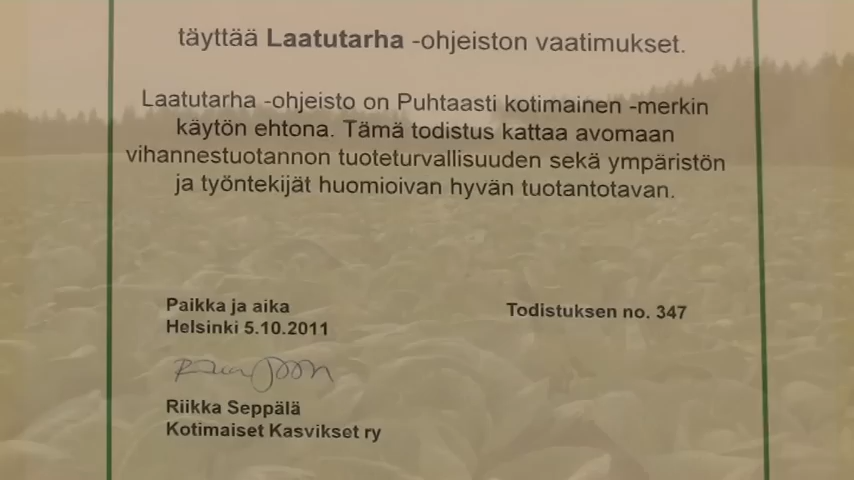 täyttää Laatutarha -ohjeiston vaatimukset.
Laatutarha -ohjeisto on Puhtaasti kotimainen -merkin
käytön ehtona. Tämä todistus kattaa avomaan
vihannestuotannon tuoteturvallisuuden sekä ympäristön
ja työntekijät huomioivan hyvän tuotantotavan.
Paikka ja aika
Helsinki 5.10.2011
Todistuksen no. 347
Riikka Seppälä
Kotimaiset Kasvikset ry